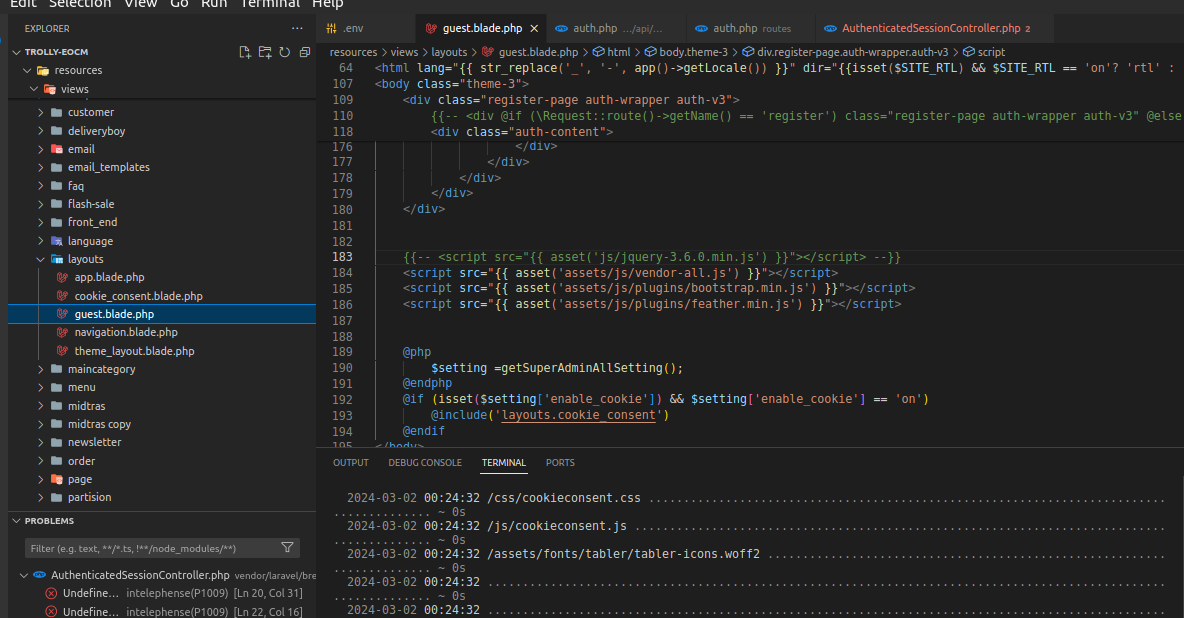 Edit Selection View Go Run Terminal Help
EXPLORER ...
TROLLY-EOCM
resources
views
customer
deliveryboy
email
email_templates
faq
flash-sale
front_end
language
layouts
app.blade.php
cookie_consent.blade.php
guest.blade.php
navigation.blade.php
theme_layout.blade.php
maincategory
menu
midtras
midtras copy
newsletter
order
page
partision
PROBLEMS
Filter (e.g. text, **/*.ts, !**/node_modules/**)
AuthenticatedSessionController.php vendor/laravel/bre
Undefine... intelephense(P1009) [Ln 20, Col 31]
Undefine... intelephense(P1009) [Ln 22, Col 16]
.env guest.blade.php × auth.php .../api/... auth.php routes AuthenticatedSessionController.php 2
resources > views > layouts > guest.blade.php > html > body.theme-3 > div.register-page.auth-wrapper.auth-v3 > script
64 <html lang="{{ str_replace('_', '-', app()->getLocale()) }}" dir="{{isset($SITE_RTL) && $SITE_RTL == 'on'? 'rtl' :
107 <body class="theme-3">
109 <div class="register-page auth-wrapper auth-v3">
110 {{-- <div @if (\Request::route()->getName() == 'register') class="register-page auth-wrapper auth-v3" @else
118 <div class="auth-content">
176 </div>
177 </div>
178 </div>
179 </div>
180 </div>
181
182
183 {{-- <script src="{{ asset('js/jquery-3.6.0.min.js') }}"></script> --}}
184 <script src="{{ asset('assets/js/vendor-all.js') }}"></script>
185 <script src="{{ asset('assets/js/plugins/bootstrap.min.js') }}"></script>
186 <script src="{{ asset('assets/js/plugins/feather.min.js') }}"></script>
187
188
189 @php
190 $setting =getSuperAdminAllSetting();
191 @endphp
192 @if (isset($setting['enable_cookie']) && $setting['enable_cookie'] == 'on')
193 @include('layouts.cookie_consent')
194 @endif
195 </body>
OUTPUT DEBUG CONSOLE TERMINAL PORTS
2024-03-02 00:24:32 /css/cookieconsent.css ..........................................................................
.............. ~ 0s
2024-03-02 00:24:32 /js/cookieconsent.js ............................................................................
.............. ~ 0s
2024-03-02 00:24:32 /assets/fonts/tabler/tabler-icons.woff2 .........................................................
.............. ~ 0s
2024-03-02 00:24:32 .................................................................................................
.............. ~ 0s
2024-03-02 00:24:32 .................................................................................................